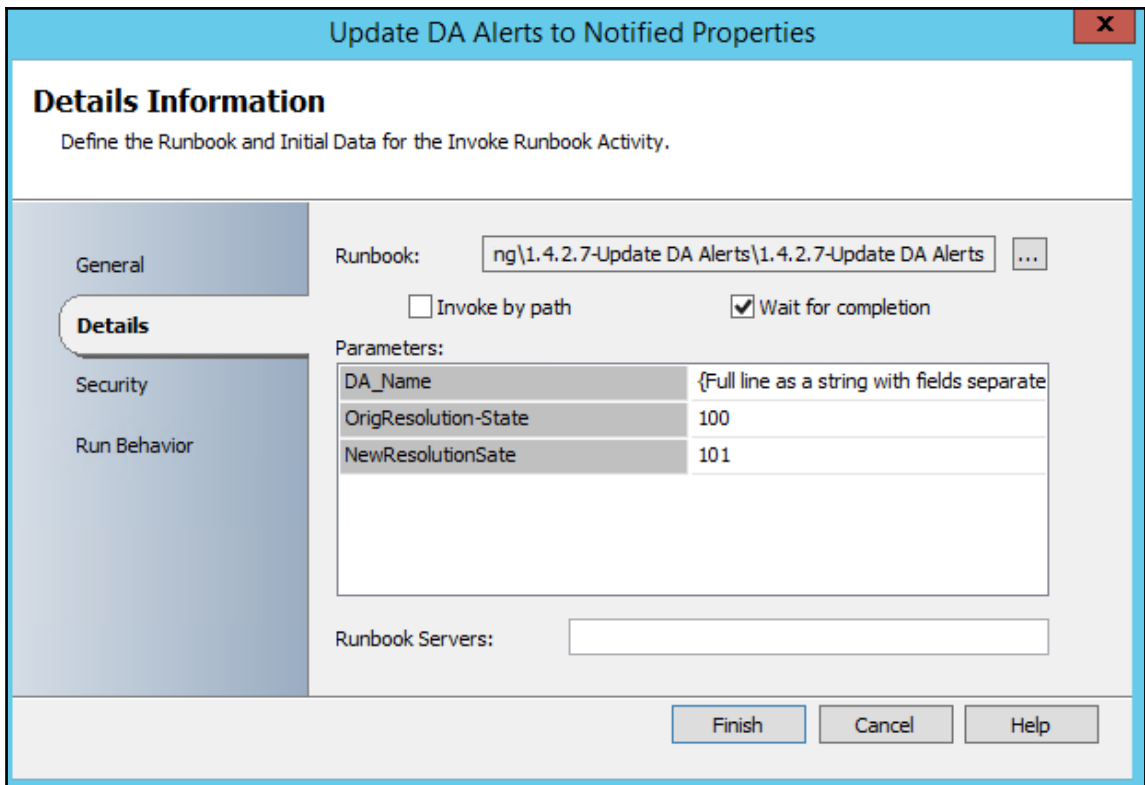 Update DA Alerts to Notified Properties
x
Details Information
Define the Runbook and Initial Data for the Invoke Runbook Activity.
General
Details
Security
Run Behavior
Runbook:
ng\1.4.2.7-Update DA Alerts\1.4.2.7-Update DA Alerts
...
Invoke by path
Wait for completion
Parameters:
DA_Name {Full line as a string with fields separate
OrigResolution-State 100
NewResolutionSate 101
Runbook Servers:
Finish Cancel Help